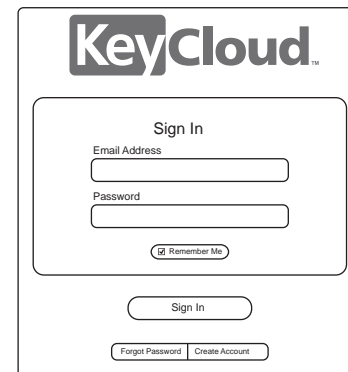 KeyCloud™
Sign In
Email Address
Password
Remember Me
Sign In
Forgot Password Create Account